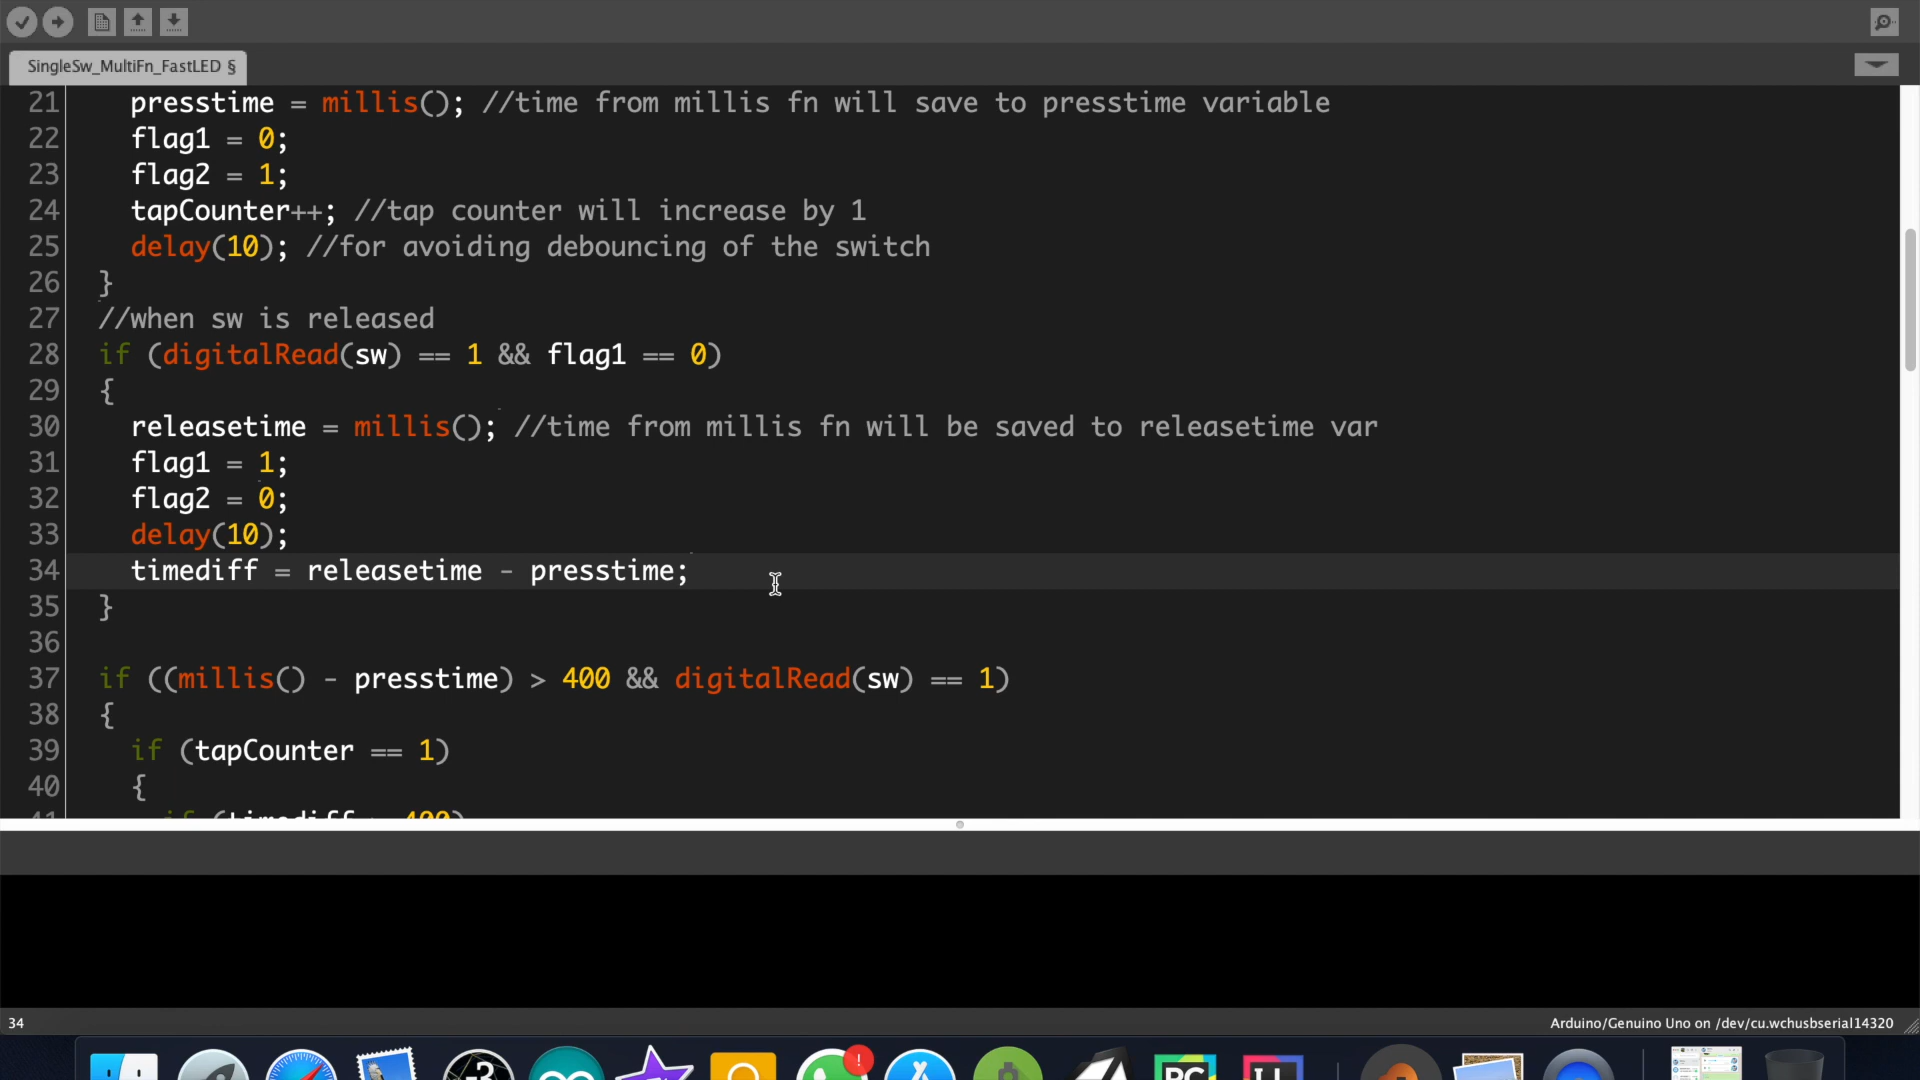 SingleSw_MultiFn_FastLED §
21 presstime = millis(); //time from millis fn will save to presstime variable
22 flag1 = 0;
23 flag2 = 1;
24 tapCounter++; //tap counter will increase by 1
25 delay(10); //for avoiding debouncing of the switch
26 }
27 //when sw is released
28 if (digitalRead(sw) == 1 && flag1 == 0)
29 {
30 releasetime = millis(); //time from millis fn will be saved to releasetime var
31 flag1 = 1;
32 flag2 = 0;
33 delay(10);
34 timediff = releasetime - presstime;
35 }
36
37 if ((millis() - presstime) > 400 && digitalRead(sw) == 1)
38 {
39 if (tapCounter == 1)
40 {
34
Arduino/Genuino Uno on /dev/cu.wchusbserial14320
-3
!
PC